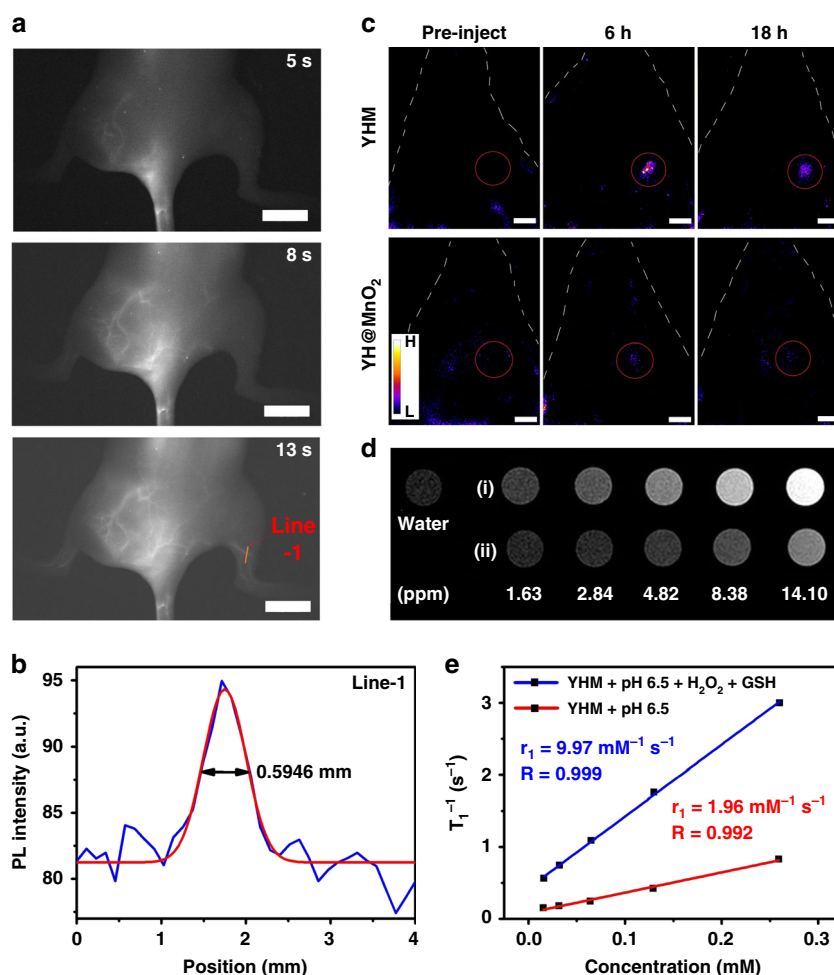 a
5 s
8 s
13 s
Line
-1
b
Line-1
0.5946 mm
PL intensity (a.u.)
95
90
85
80
0 1 2 3 4
Position (mm)
c
Pre-inject 6 h 18 h
YHM
YH@MnO₂
H
L
d
Water
(i)
(ii)
(ppm) 1.63 2.84 4.82 8.38 14.10
e
YHM + pH 6.5 + H₂O₂ + GSH
YHM + pH 6.5
r₁ = 9.97 mM⁻¹ s⁻¹
R = 0.999
r₁ = 1.96 mM⁻¹ s⁻¹
R = 0.992
T₁⁻¹ (s⁻¹)
3
2
1
0
0.0 0.1 0.2 0.3
Concentration (mM)